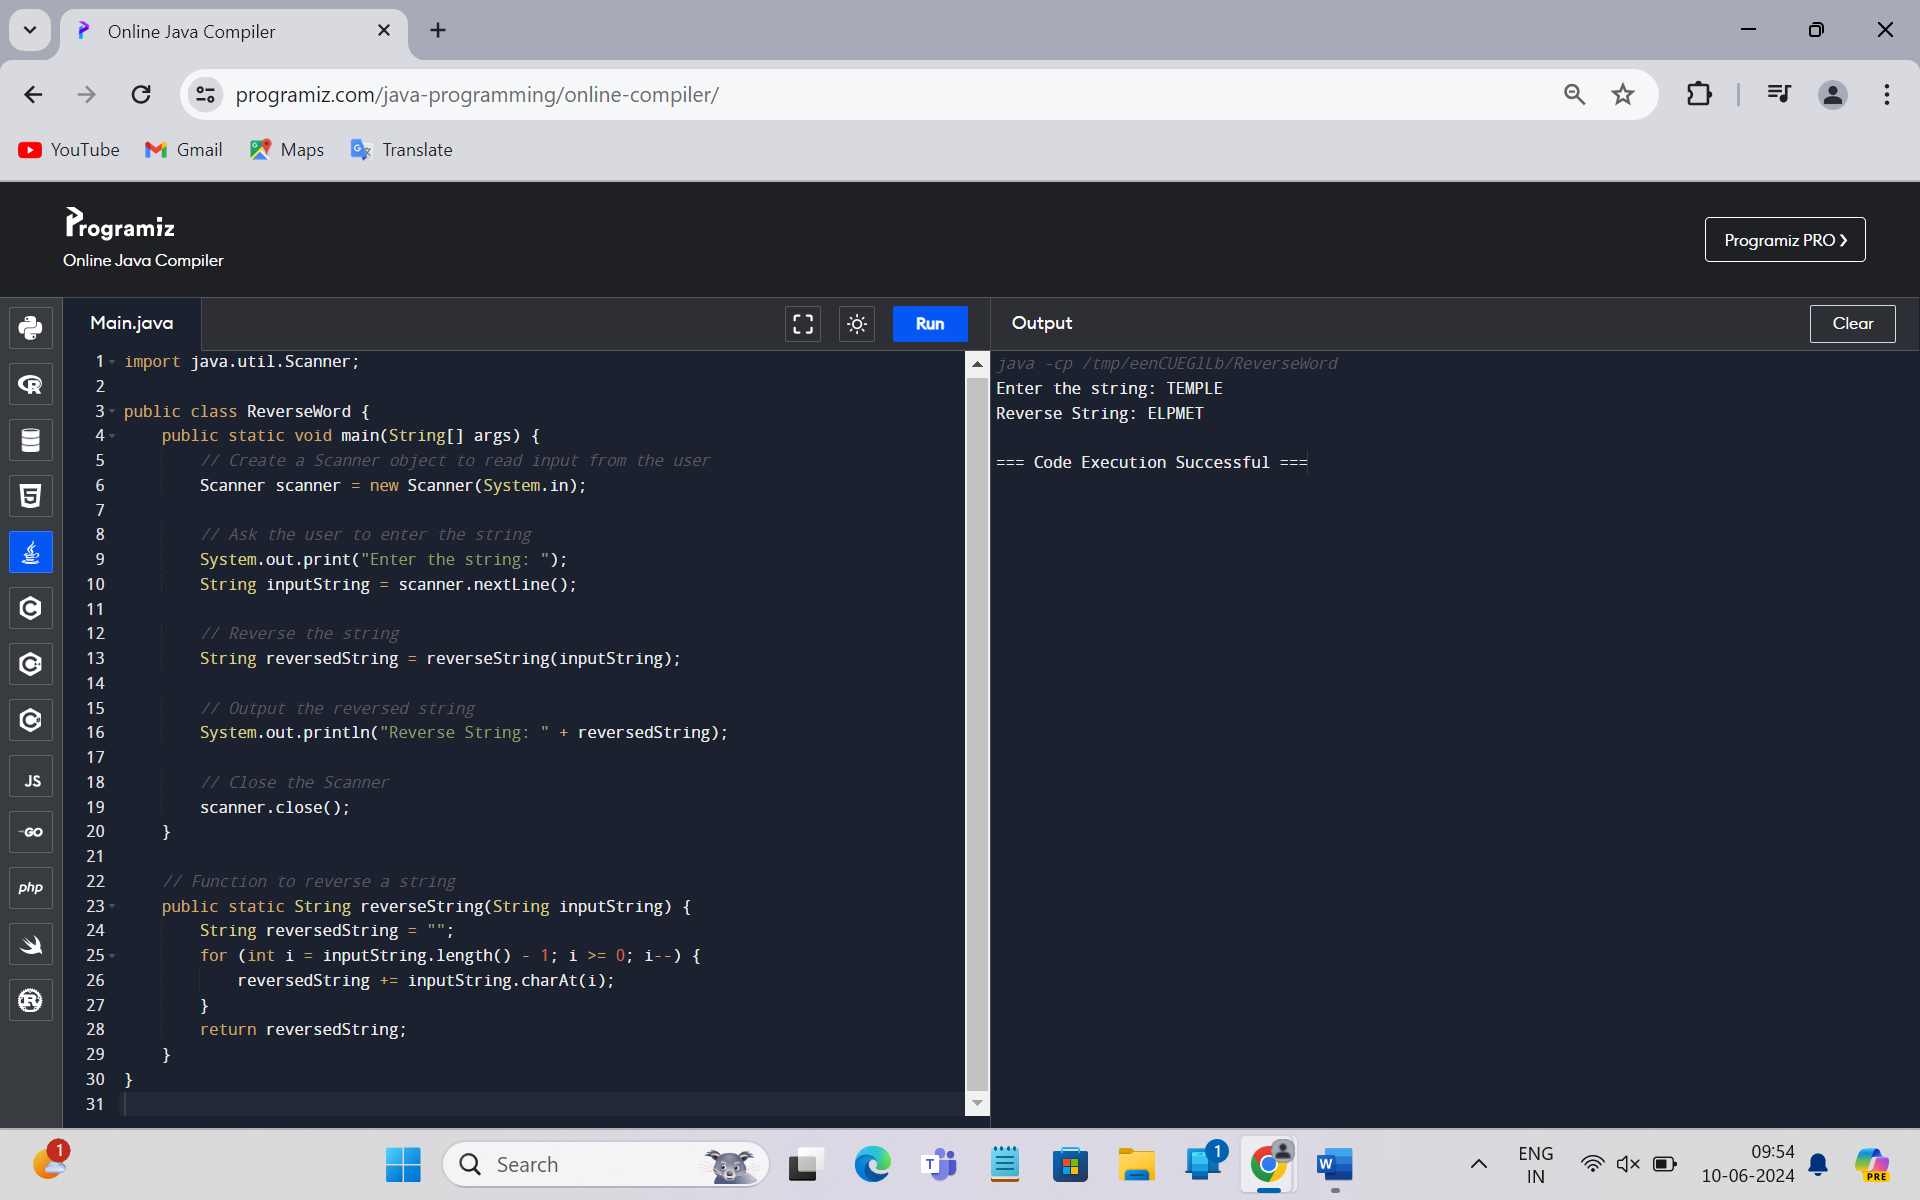 Online Java Compiler
programiz.com/java-programming/online-compiler/
YouTube Gmail Maps Translate
Programiz
Online Java Compiler
Programiz PRO ❯
Main.java Run
1 import java.util.Scanner;
2
3 public class ReverseWord {
4 public static void main(String[] args) {
5 // Create a Scanner object to read input from the user
6 Scanner scanner = new Scanner(System.in);
7
8 // Ask the user to enter the string
9 System.out.print("Enter the string: ");
10 String inputString = scanner.nextLine();
11
12 // Reverse the string
13 String reversedString = reverseString(inputString);
14
15 // Output the reversed string
16 System.out.println("Reverse String: " + reversedString);
17
18 // Close the Scanner
19 scanner.close();
20 }
21
22 // Function to reverse a string
23 public static String reverseString(String inputString) {
24 String reversedString = "";
25 for (int i = inputString.length() - 1; i >= 0; i--) {
26 reversedString += inputString.charAt(i);
27 }
28 return reversedString;
29 }
30 }
31
Output Clear
java -cp /tmp/eenCUEGlLb/ReverseWord
Enter the string: TEMPLE
Reverse String: ELPMET
=== Code Execution Successful ===
JS
GO
php
1
Search
T
1
W
ENG
IN
09:54
10-06-2024
PRE